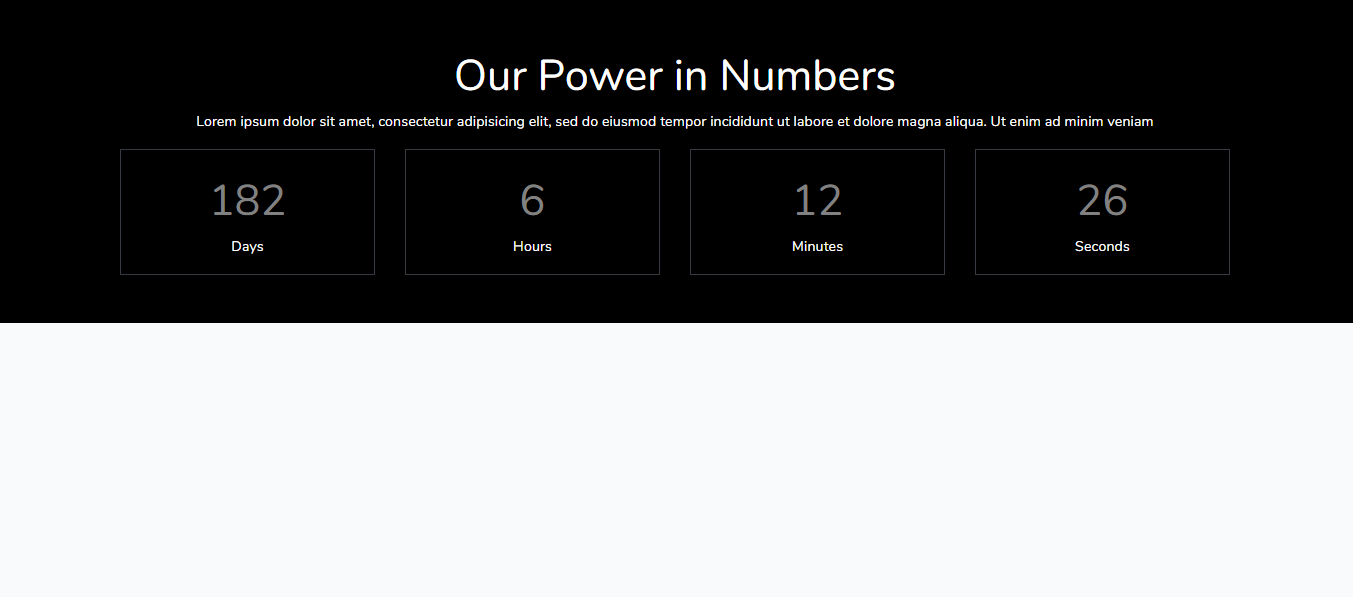 Our Power in Numbers
Lorem ipsum dolor sit amet, consectetur adipisicing elit, sed do eiusmod tempor incididunt ut labore et dolore magna aliqua. Ut enim ad minim veniam
182 6 12 26
Days Hours Minutes Seconds